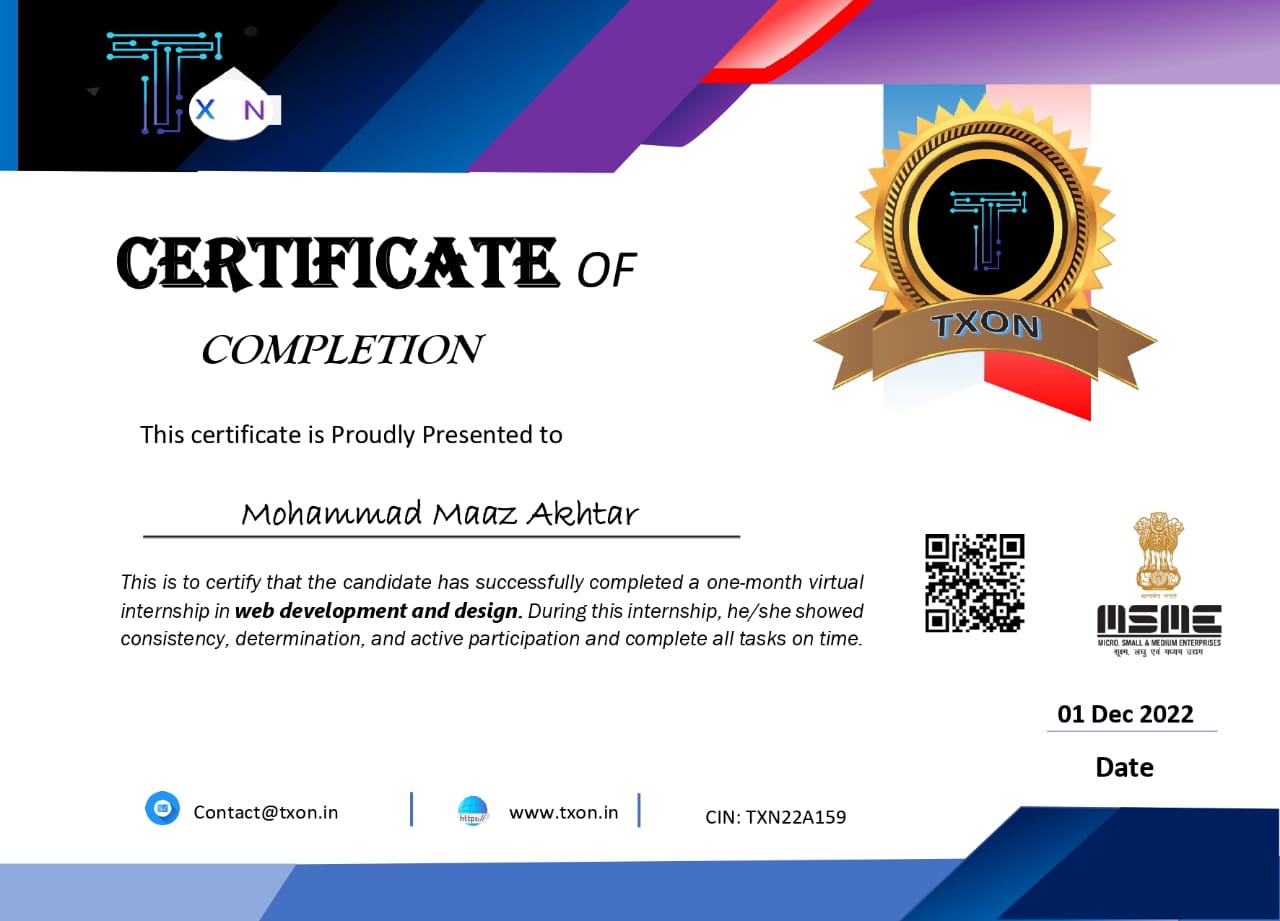 X N
CERTIFICATE OF
COMPLETION
TXON
This certificate is Proudly Presented to
Mohammad Maaz Akhtar
This is to certify that the candidate has successfully completed a one-month virtual
internship in web development and design. During this internship, he/she showed
consistency, determination, and active participation and complete all tasks on time.
MSME
MICRO, SMALL & MEDIUM ENTERPRISES
सूक्ष्म, लघु एवं मध्यम उद्यम
01 Dec 2022
Date
Contact@txon.in
https://
www.txon.in
CIN: TXN22A159